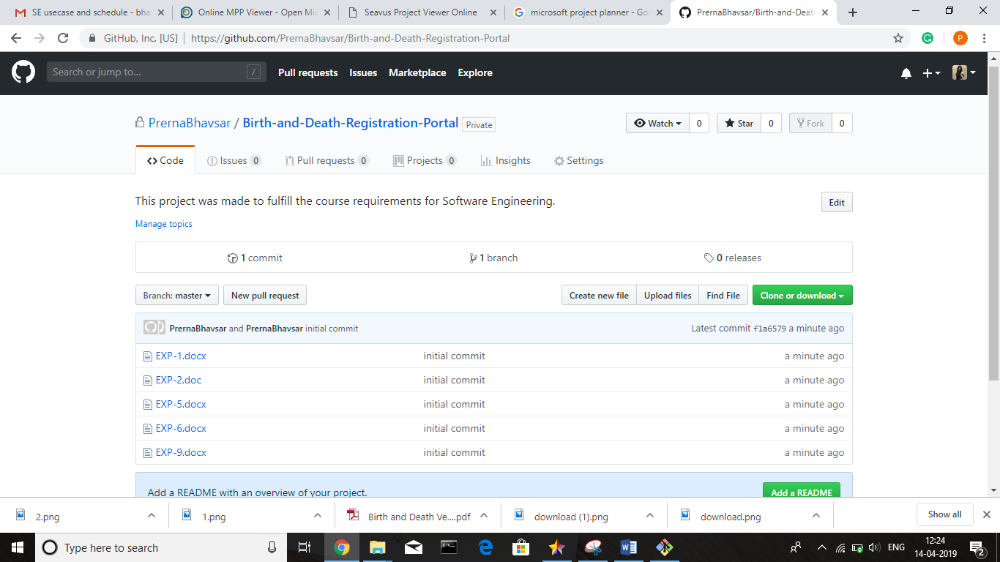 SE usecase and schedule - bha
Online MPP Viewer - Open Mic
Seavus Project Viewer Online
microsoft project planner - Goo
PrernaBhavsar/Birth-and-Death
GitHub, Inc. [US]
https://github.com/PrernaBhavsar/Birth-and-Death-Registration-Portal
P
Search or jump to...
/
Pull requests
Issues
Marketplace
Explore
PrernaBhavsar / Birth-and-Death-Registration-Portal
Private
Watch
0
Star
0
Fork
0
Code
Issues 0
Pull requests 0
Projects 0
Insights
Settings
This project was made to fulfill the course requirements for Software Engineering.
Edit
Manage topics
1 commit
1 branch
0 releases
Branch: master
New pull request
Create new file
Upload files
Find File
Clone or download
PrernaBhavsar and PrernaBhavsar initial commit
Latest commit f1a6579 a minute ago
EXP-1.docx
initial commit
a minute ago
EXP-2.doc
initial commit
a minute ago
EXP-5.docx
initial commit
a minute ago
EXP-6.docx
initial commit
a minute ago
EXP-9.docx
initial commit
a minute ago
Add a README with an overview of your project.
Add a README
2.png
1.png
Birth and Death Ve....pdf
download (1).png
download.png
Show all
Type here to search
ENG
12:24
14-04-2019
2